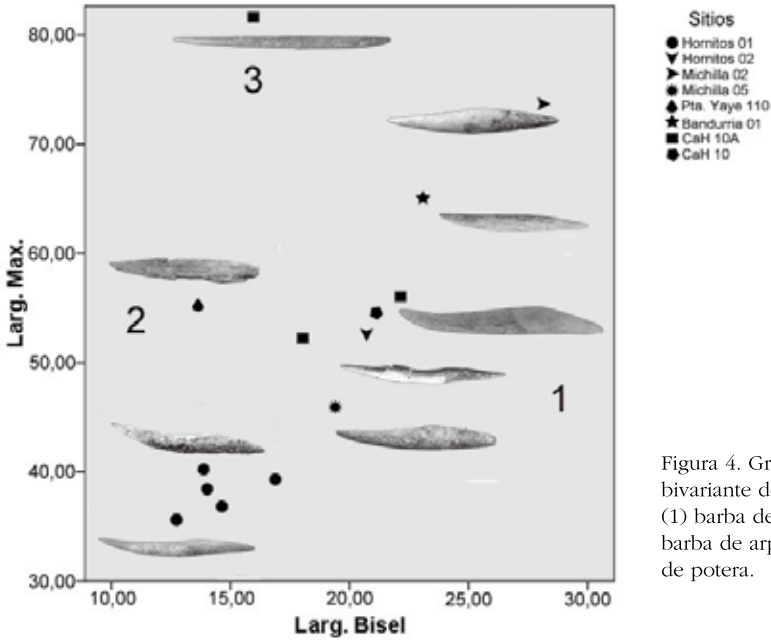 Sitios
Hornitos 01
Hornitos 02
Michilla 02
Michilla 05
Pta. Yaye 110
Bandurria 01
CaH 10A
CaH 10
Larg. Max.
80,00
70,00
60,00
50,00
40,00
30,00
3
2
1
10,00 15,00 20,00 25,00 30,00
Larg. Bisel
Figura 4. Gr
bivariante d
(1) barba de
barba de arp
de potera.